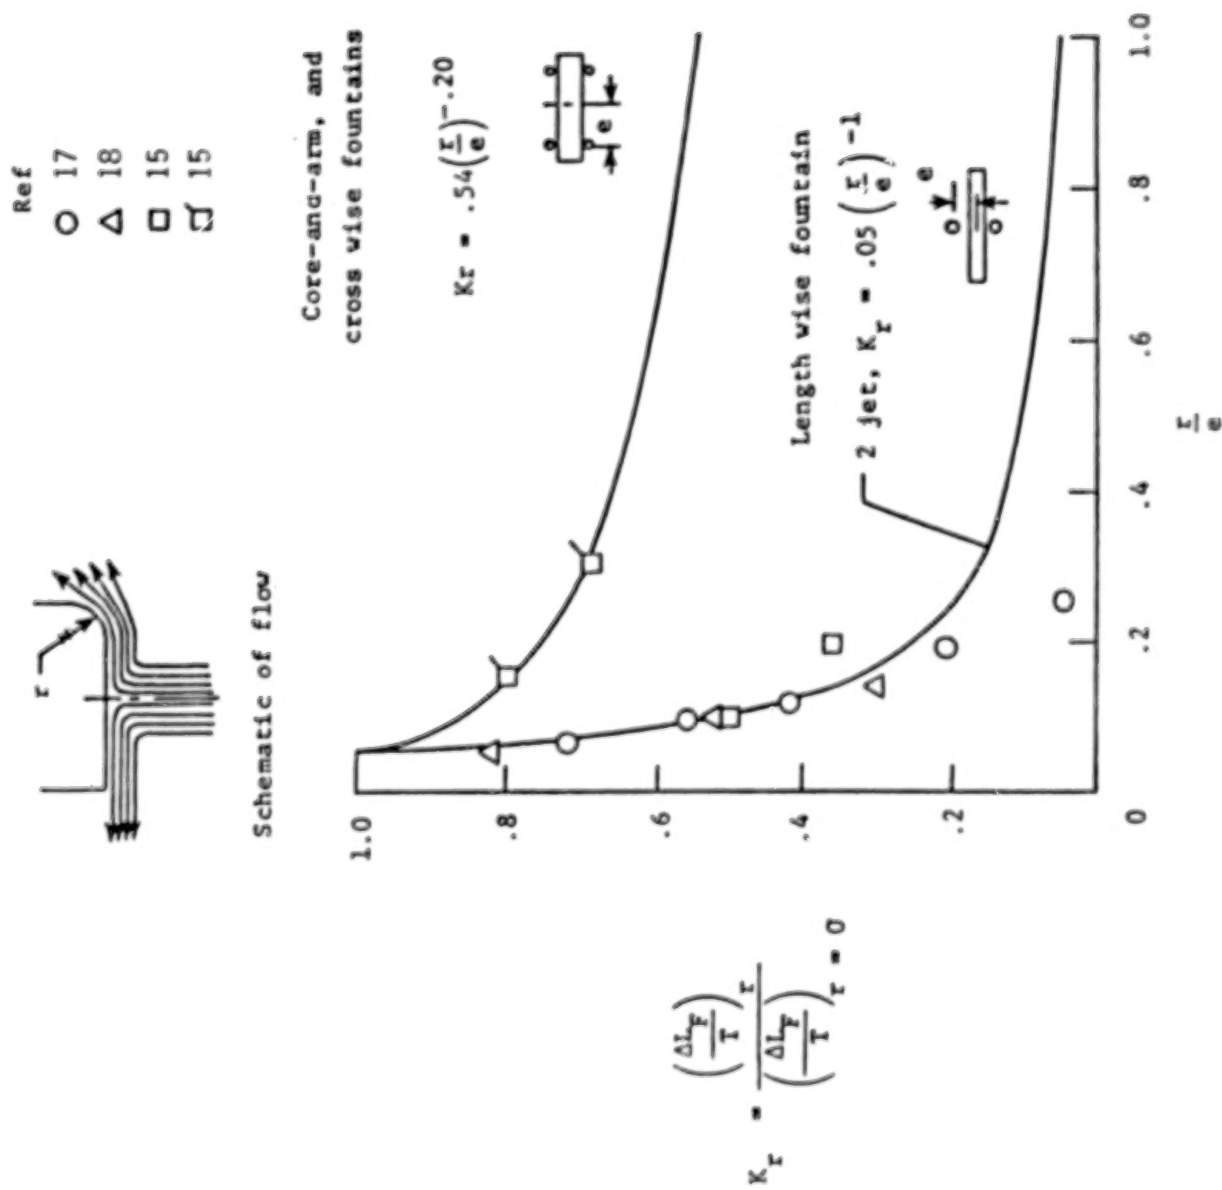 Ref
○ 17
△ 18
□ 15
15
r
Schematic of flow
Core-and-arm, and
cross wise fountains
Kr = .54(r/e)^-.20
e
Length wise fountain
2 jet, K_r = .05 (r/e)^-1
e
K_r = (ΔL_F/T)_r / (ΔL_F/T)_r = 0
1.0
.8
.6
.4
.2
0
.2
.4
.6
.8
1.0
r/e